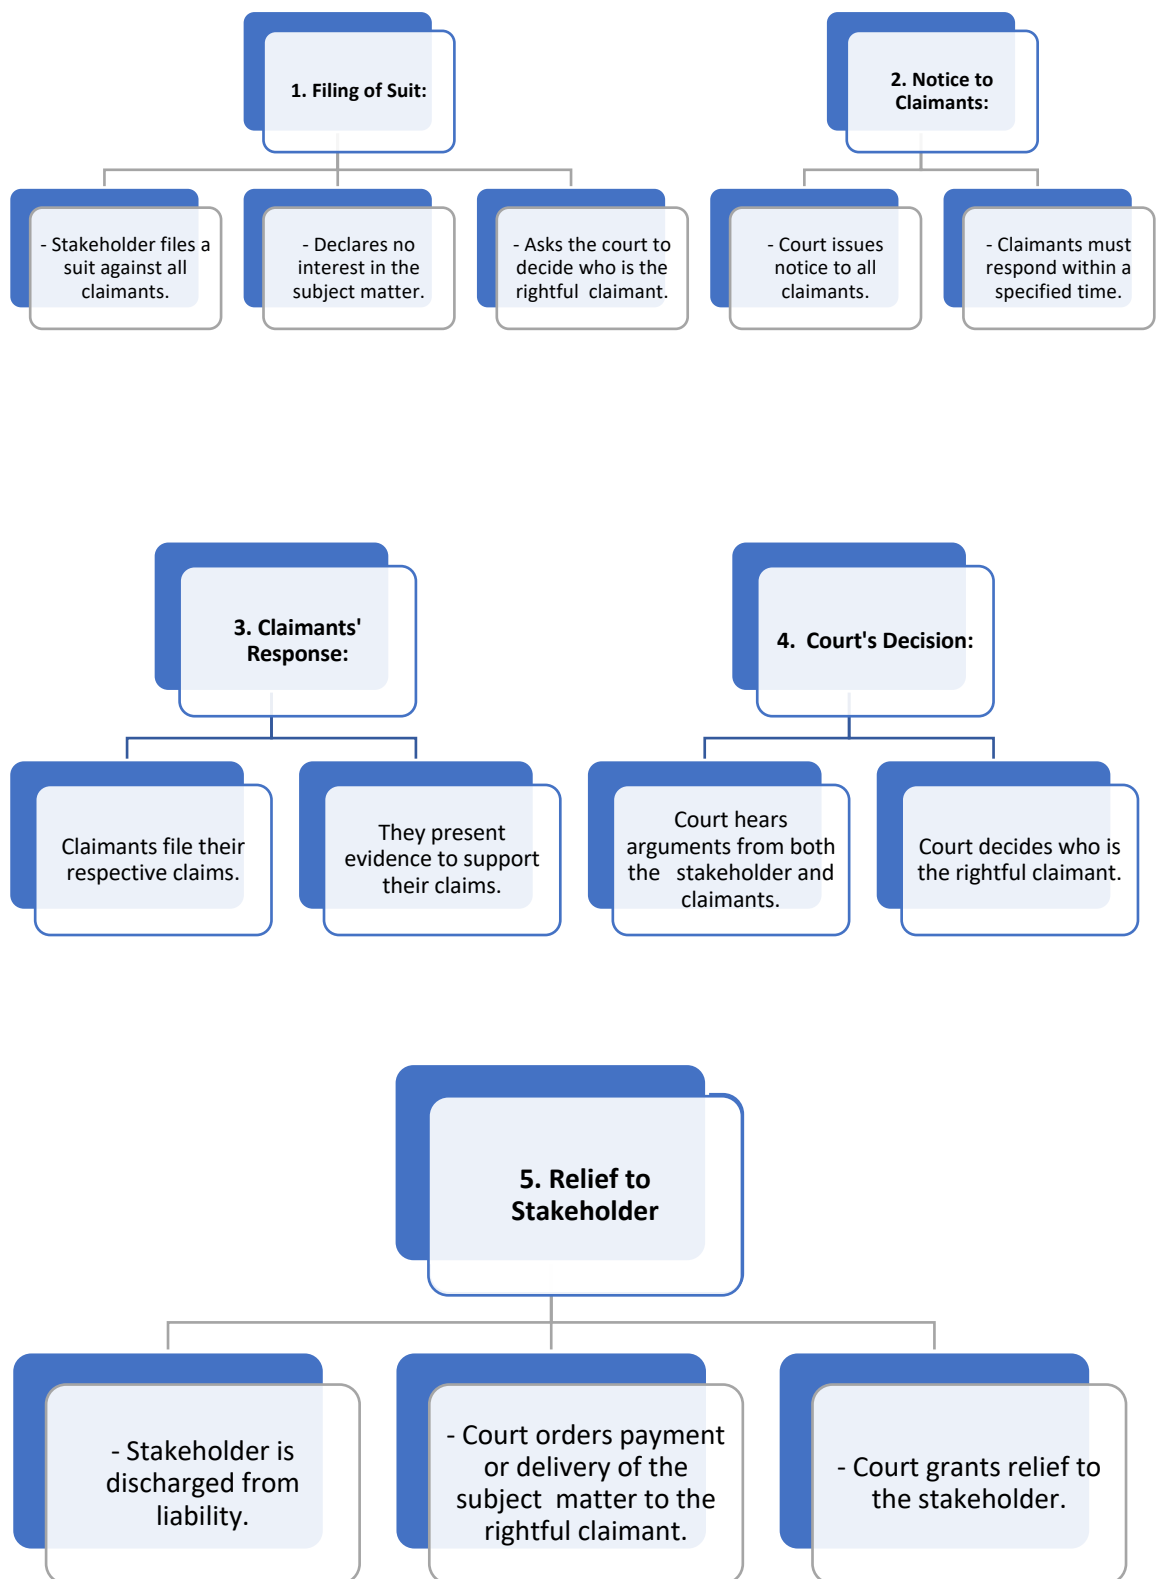 1. Filing of Suit:
- Stakeholder files a
suit against all
claimants.
- Declares no
interest in the
subject matter.
- Asks the court to
decide who is the
rightful claimant.
2. Notice to
Claimants:
- Court issues
notice to all
claimants.
- Claimants must
respond within a
specified time.
3. Claimants'
Response:
Claimants file their
respective claims.
They present
evidence to support
their claims.
4. Court's Decision:
Court hears
arguments from both
the stakeholder and
claimants.
Court decides who is
the rightful claimant.
5. Relief to
Stakeholder
- Stakeholder is
discharged from
liability.
- Court orders payment
or delivery of the
subject matter to the
rightful claimant.
- Court grants relief to
the stakeholder.